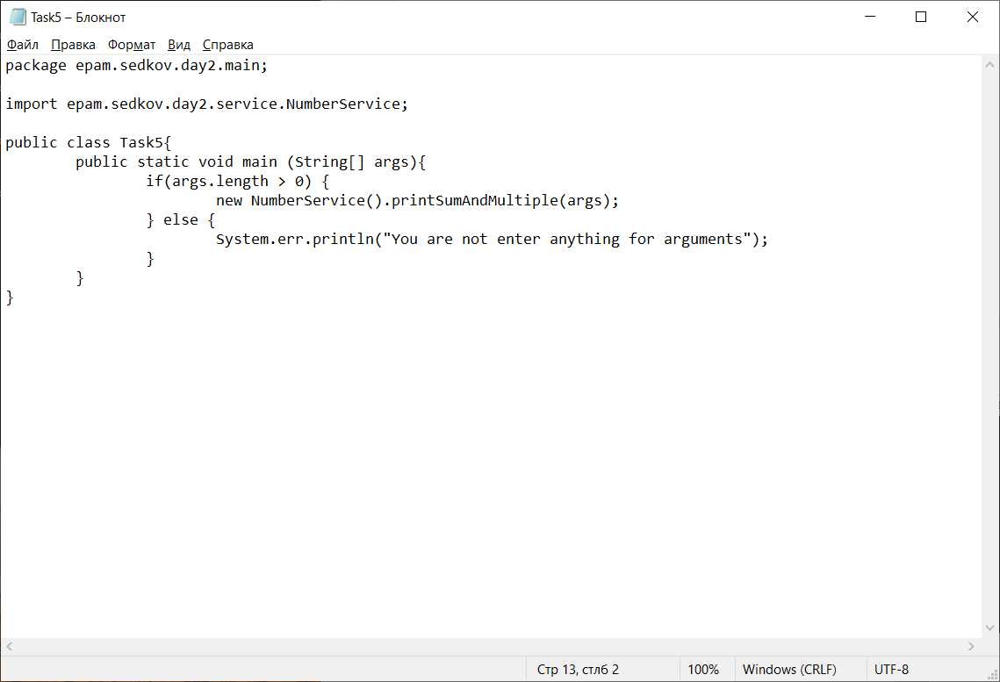 Task5 – Блокнот
Файл Правка Формат Вид Справка
package epam.sedkov.day2.main;
import epam.sedkov.day2.service.NumberService;
public class Task5{
public static void main (String[] args){
if(args.length > 0) {
new NumberService().printSumAndMultiple(args);
} else {
System.err.println("You are not enter anything for arguments");
}
}
}
Стр 13, стлб 2 100% Windows (CRLF) UTF-8